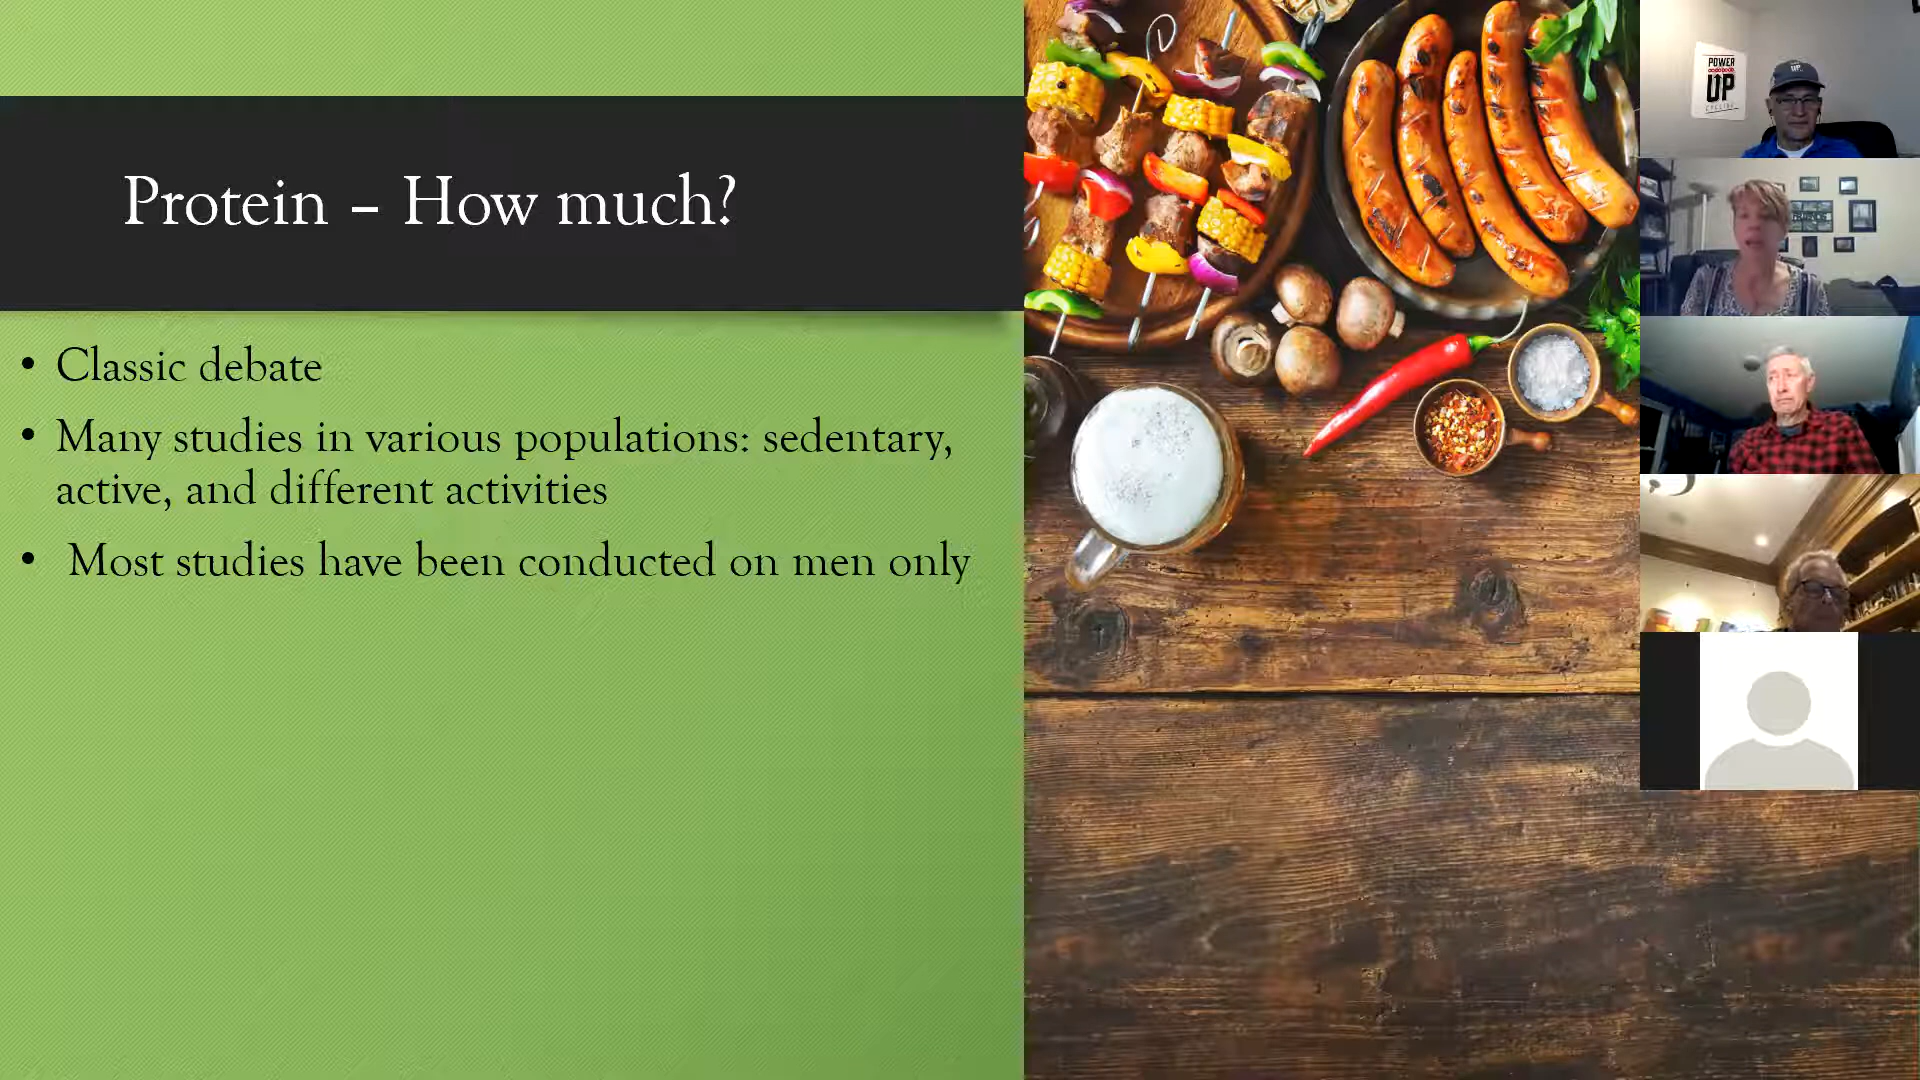 Protein – How much?
• Classic debate
• Many studies in various populations: sedentary,
active, and different activities
• Most studies have been conducted on men only
POWER
UP
UP